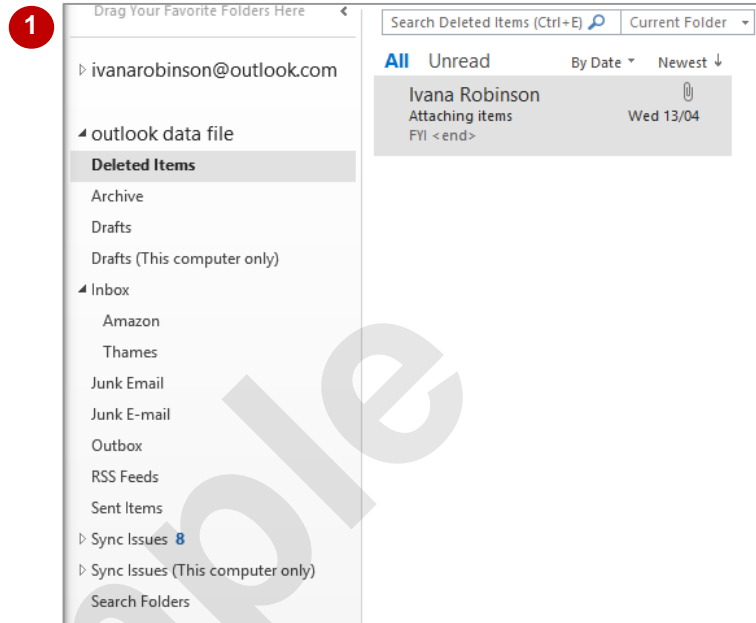 1
Drag Your Favorite Folders Here
ivanarobinson@outlook.com
outlook data file
Deleted Items
Archive
Drafts
Drafts (This computer only)
Inbox
Amazon
Thames
Junk Email
Junk E-mail
Outbox
RSS Feeds
Sent Items
Sync Issues 8
Sync Issues (This computer only)
Search Folders
Search Deleted Items (Ctrl+E) Current Folder
All Unread By Date Newest
Ivana Robinson
Attaching items Wed 13/04
FYI <end>
mple